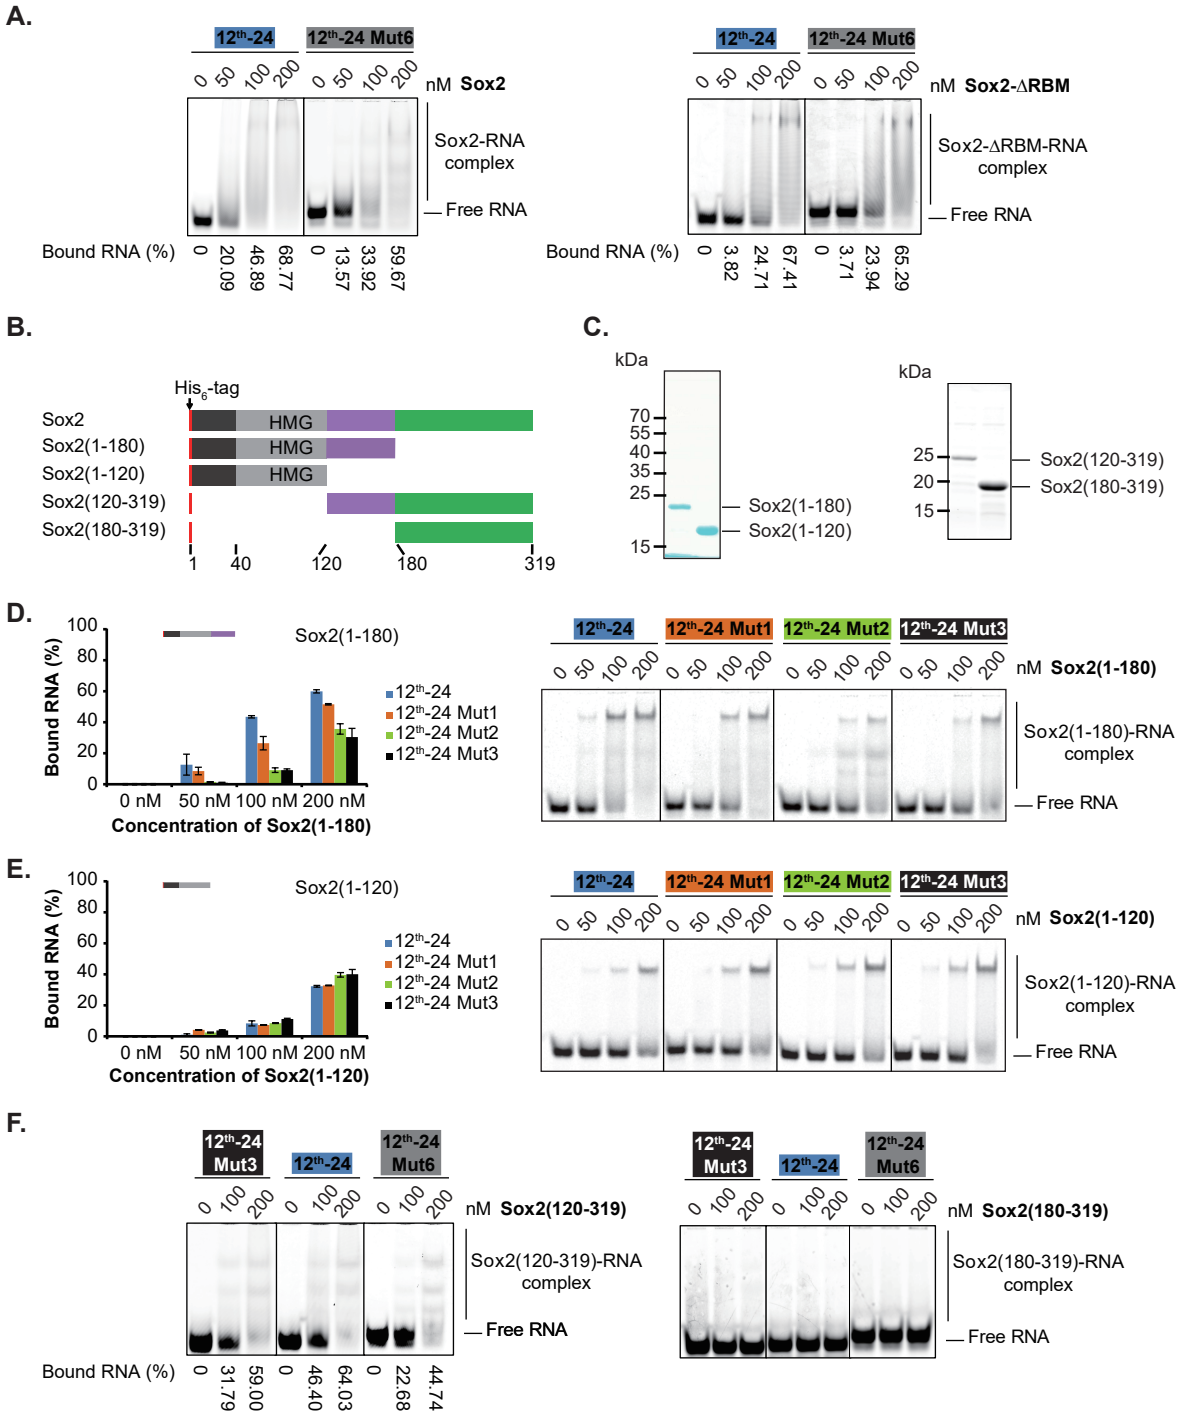 A.
12th-24 12th-24 Mut6
0 50 100 200 0 50 100 200 nM Sox2
Sox2-RNA
complex
Free RNA
Bound RNA (%) 0 20.09 46.89 68.77 0 13.57 33.92 59.67
12th-24 12th-24 Mut6
0 50 100 200 0 50 100 200 nM Sox2-ΔRBM
Sox2-ΔRBM-RNA
complex
Free RNA
Bound RNA (%) 0 3.82 24.71 67.41 0 3.71 23.94 65.29
B.
His6-tag
Sox2 HMG
Sox2(1-180) HMG
Sox2(1-120) HMG
Sox2(120-319)
Sox2(180-319)
1 40 120 180 319
C.
kDa
70
55
40
35
25
15
Sox2(1-180)
Sox2(1-120)
kDa
25
20
15
Sox2(120-319)
Sox2(180-319)
D.
Bound RNA (%)
100
80
60
40
20
0
Sox2(1-180)
12th-24
12th-24 Mut1
12th-24 Mut2
12th-24 Mut3
0 nM 50 nM 100 nM 200 nM
Concentration of Sox2(1-180)
12th-24 12th-24 Mut1 12th-24 Mut2 12th-24 Mut3
0 50 100 200 0 50 100 200 0 50 100 200 0 50 100 200 nM Sox2(1-180)
Sox2(1-180)-RNA
complex
Free RNA
E.
Bound RNA (%)
100
80
60
40
20
0
Sox2(1-120)
12th-24
12th-24 Mut1
12th-24 Mut2
12th-24 Mut3
0 nM 50 nM 100 nM 200 nM
Concentration of Sox2(1-120)
12th-24 12th-24 Mut1 12th-24 Mut2 12th-24 Mut3
0 50 100 200 0 50 100 200 0 50 100 200 0 50 100 200 nM Sox2(1-120)
Sox2(1-120)-RNA
complex
Free RNA
F.
12th-24
Mut3
12th-24
12th-24
Mut6
0 100 200 0 100 200 0 100 200 nM Sox2(120-319)
Sox2(120-319)-RNA
complex
Free RNA
Bound RNA (%) 0 31.79 59.00 0 46.40 64.03 0 22.68 44.74
12th-24
Mut3
12th-24
12th-24
Mut6
0 100 200 0 100 200 0 100 200 nM Sox2(180-319)
Sox2(180-319)-RNA
complex
Free RNA